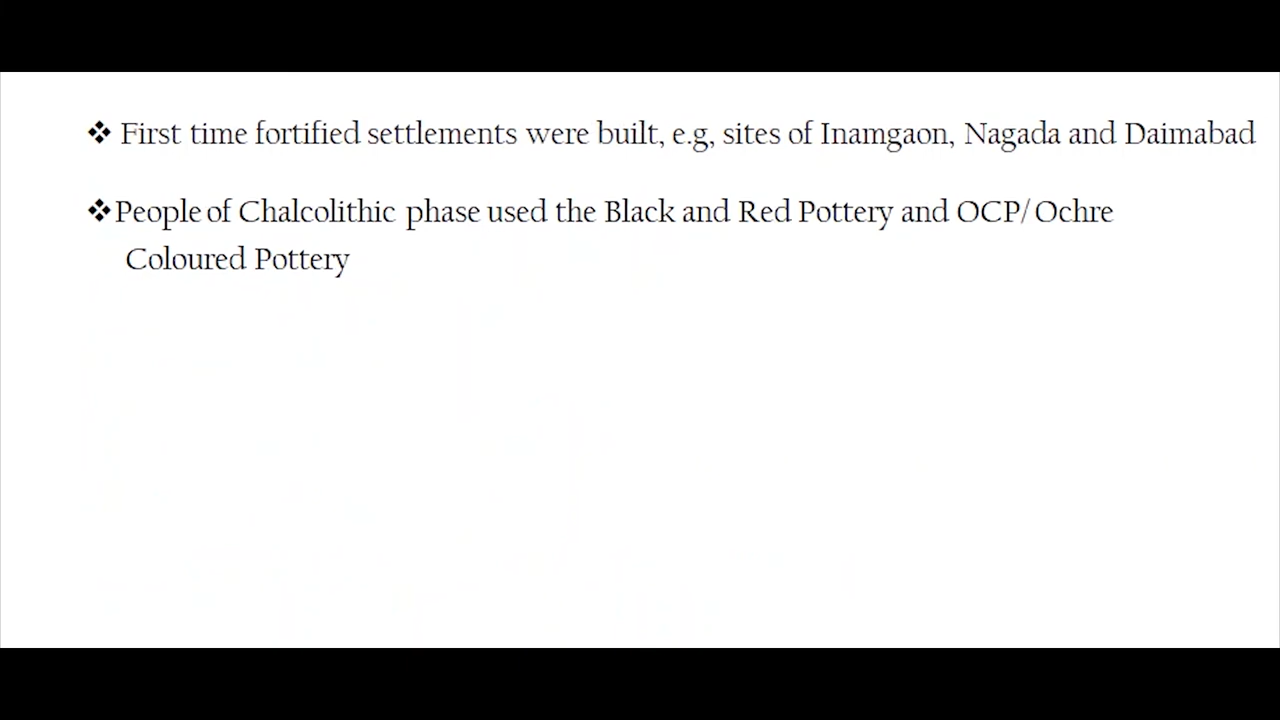 ❖ First time fortified settlements were built, e.g, sites of Inamgaon, Nagada and Daimabad
❖ People of Chalcolithic phase used the Black and Red Pottery and OCP/ Ochre
Coloured Pottery